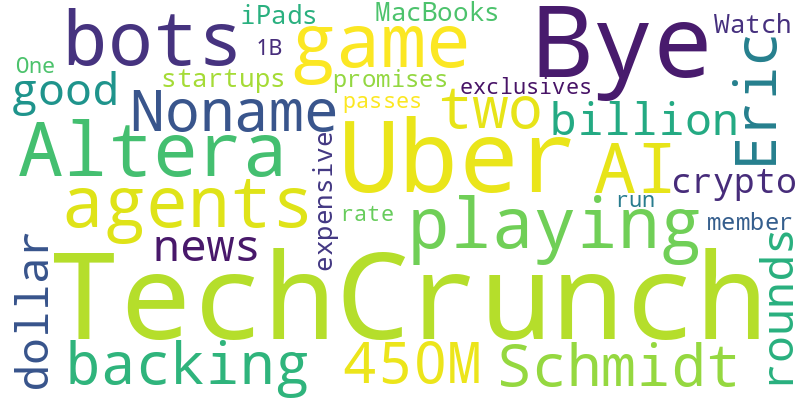 iPads MacBooks Bye Watch
bots 1B game
One startups promises exclusives
good Noname passes two billion Eric
Altera expensive Uber AI crypto
agents rate playing run member
news
dollar TechCrunch rounds
backing 450M Schmidt